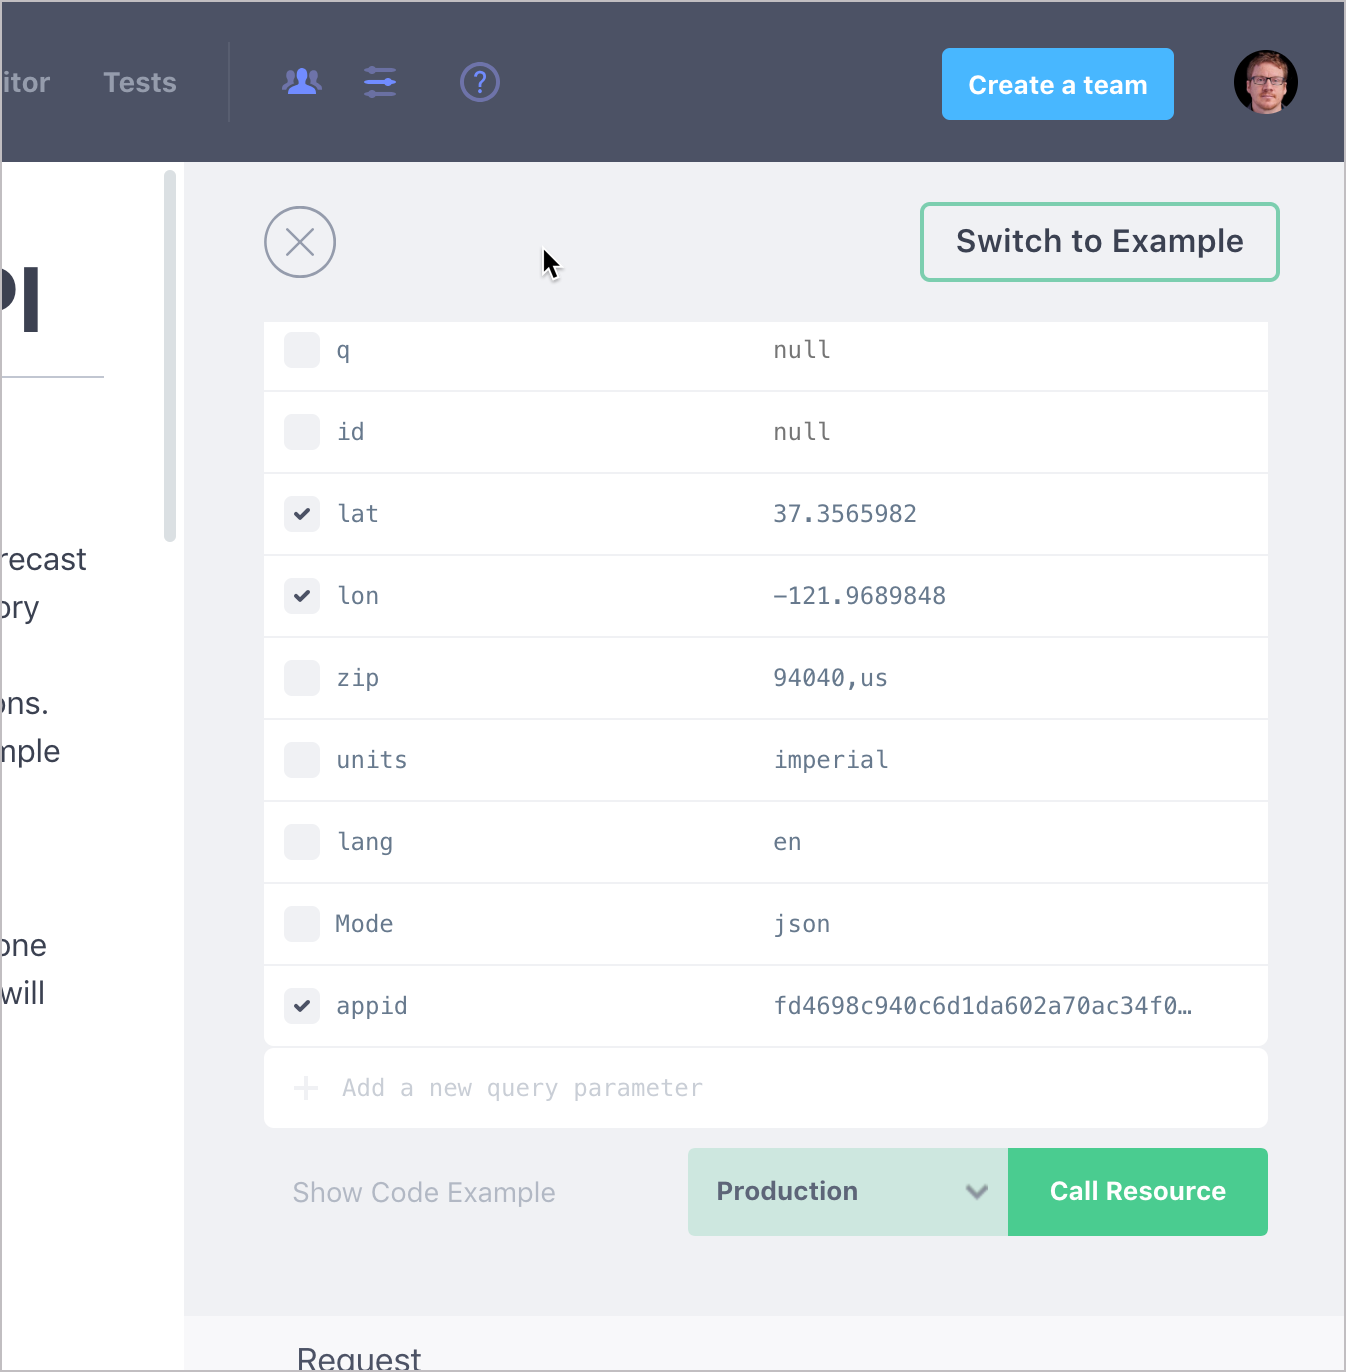 itor Tests ? Create a team
Switch to Example
PI
q null
id null
lat 37.3565982
lon -121.9689848
zip 94040,us
units imperial
lang en
Mode json
appid fd4698c940c6d1da602a70ac34f0…
Add a new query parameter
Show Code Example Production Call Resource
Request
recast
ory
ons.
mple
one
will